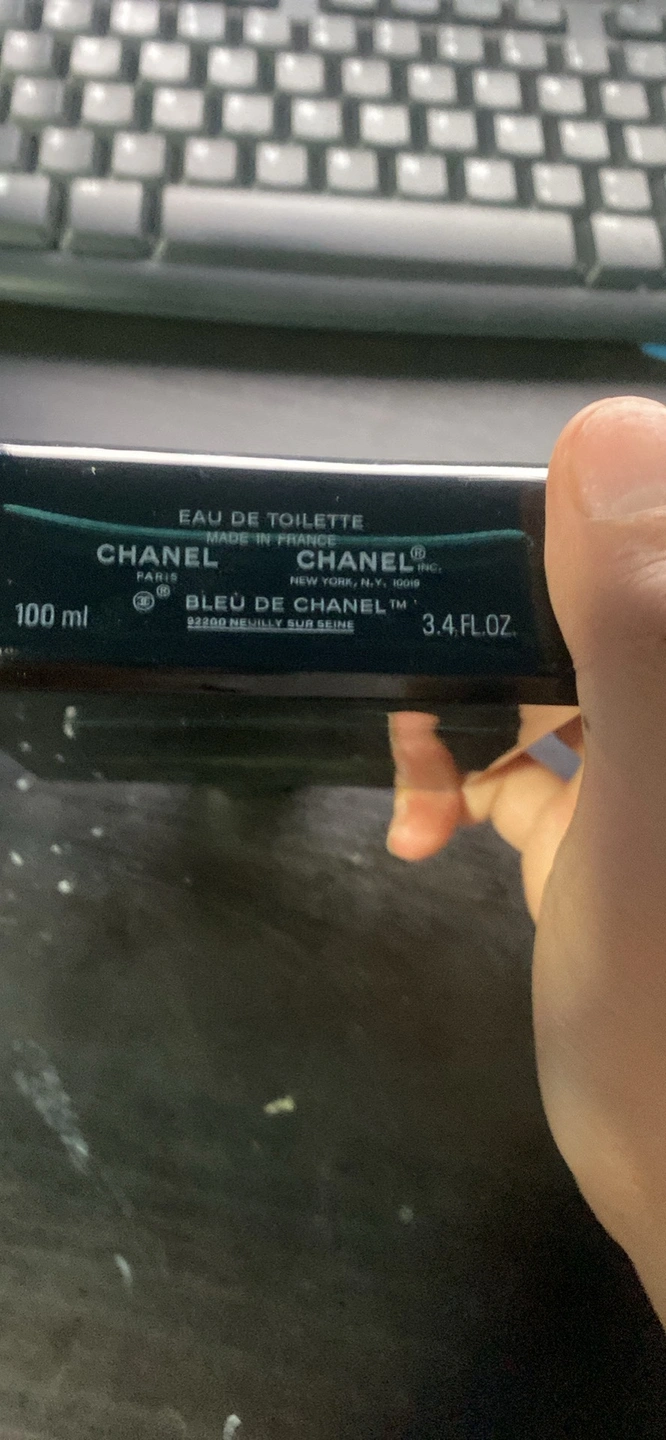 EAU DE TOILETTE
MADE IN FRANCE
CHANEL CHANEL® INC.
PARIS NEW YORK, N.Y. 10019
® BLEU DE CHANEL™
100 ml 92200 NEUILLY SUR SEINE 3.4 FL.OZ.